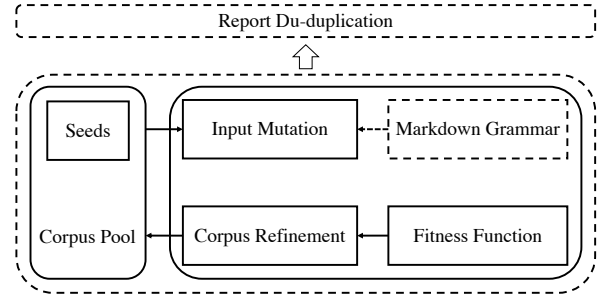 Report Du-duplication
Seeds
Input Mutation
Markdown Grammar
Corpus Pool
Corpus Refinement
Fitness Function